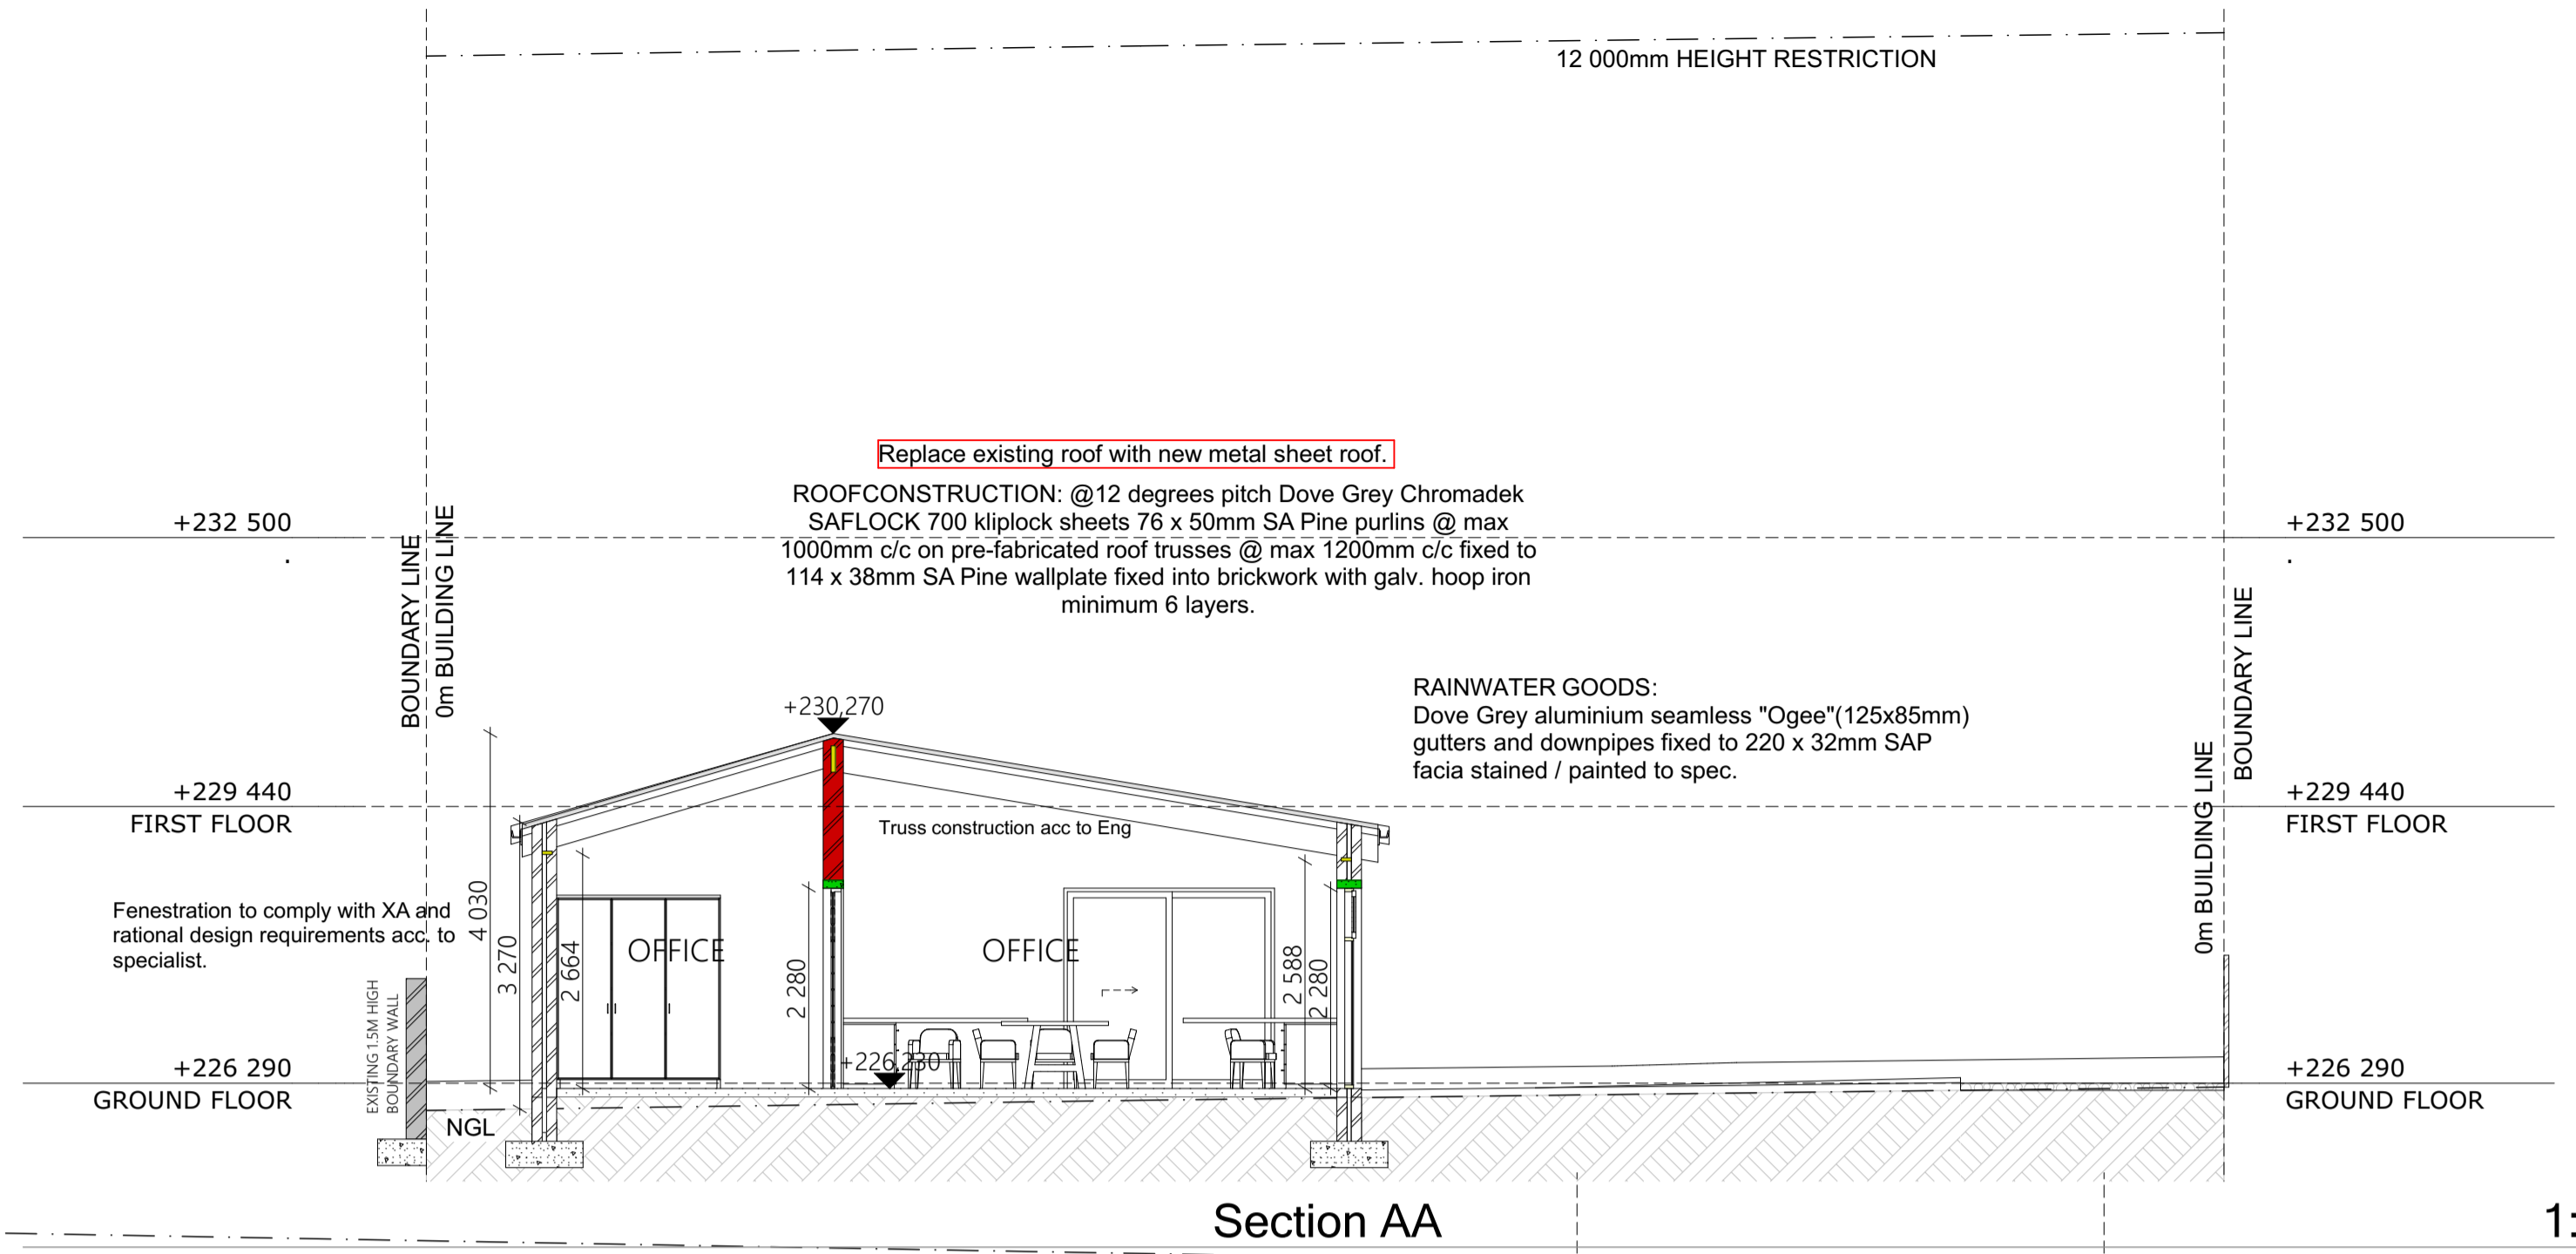 12 000mm HEIGHT RESTRICTION
Replace existing roof with new metal sheet roof.
ROOFCONSTRUCTION: @12 degrees pitch Dove Grey Chromadek
SAFLOCK 700 kliplock sheets 76 x 50mm SA Pine purlins @ max
1000mm c/c on pre-fabricated roof trusses @ max 1200mm c/c fixed to
114 x 38mm SA Pine wallplate fixed into brickwork with galv. hoop iron
minimum 6 layers.
+232 500
.
BOUNDARY LINE
0m BUILDING LINE
+232 500
.
BOUNDARY LINE
0m BUILDING LINE
RAINWATER GOODS:
Dove Grey aluminium seamless "Ogee"(125x85mm)
gutters and downpipes fixed to 220 x 32mm SAP
facia stained / painted to spec.
+230,270
+229 440
FIRST FLOOR
+229 440
FIRST FLOOR
Truss construction acc to Eng
Fenestration to comply with XA and
rational design requirements acc. to
specialist.
4 030
3 270
2 664
OFFICE
2 280
OFFICE
2 588
2 280
EXISTING 1.5M HIGH
BOUNDARY WALL
+226,230
+226 290
GROUND FLOOR
+226 290
GROUND FLOOR
NGL
Section AA
1: